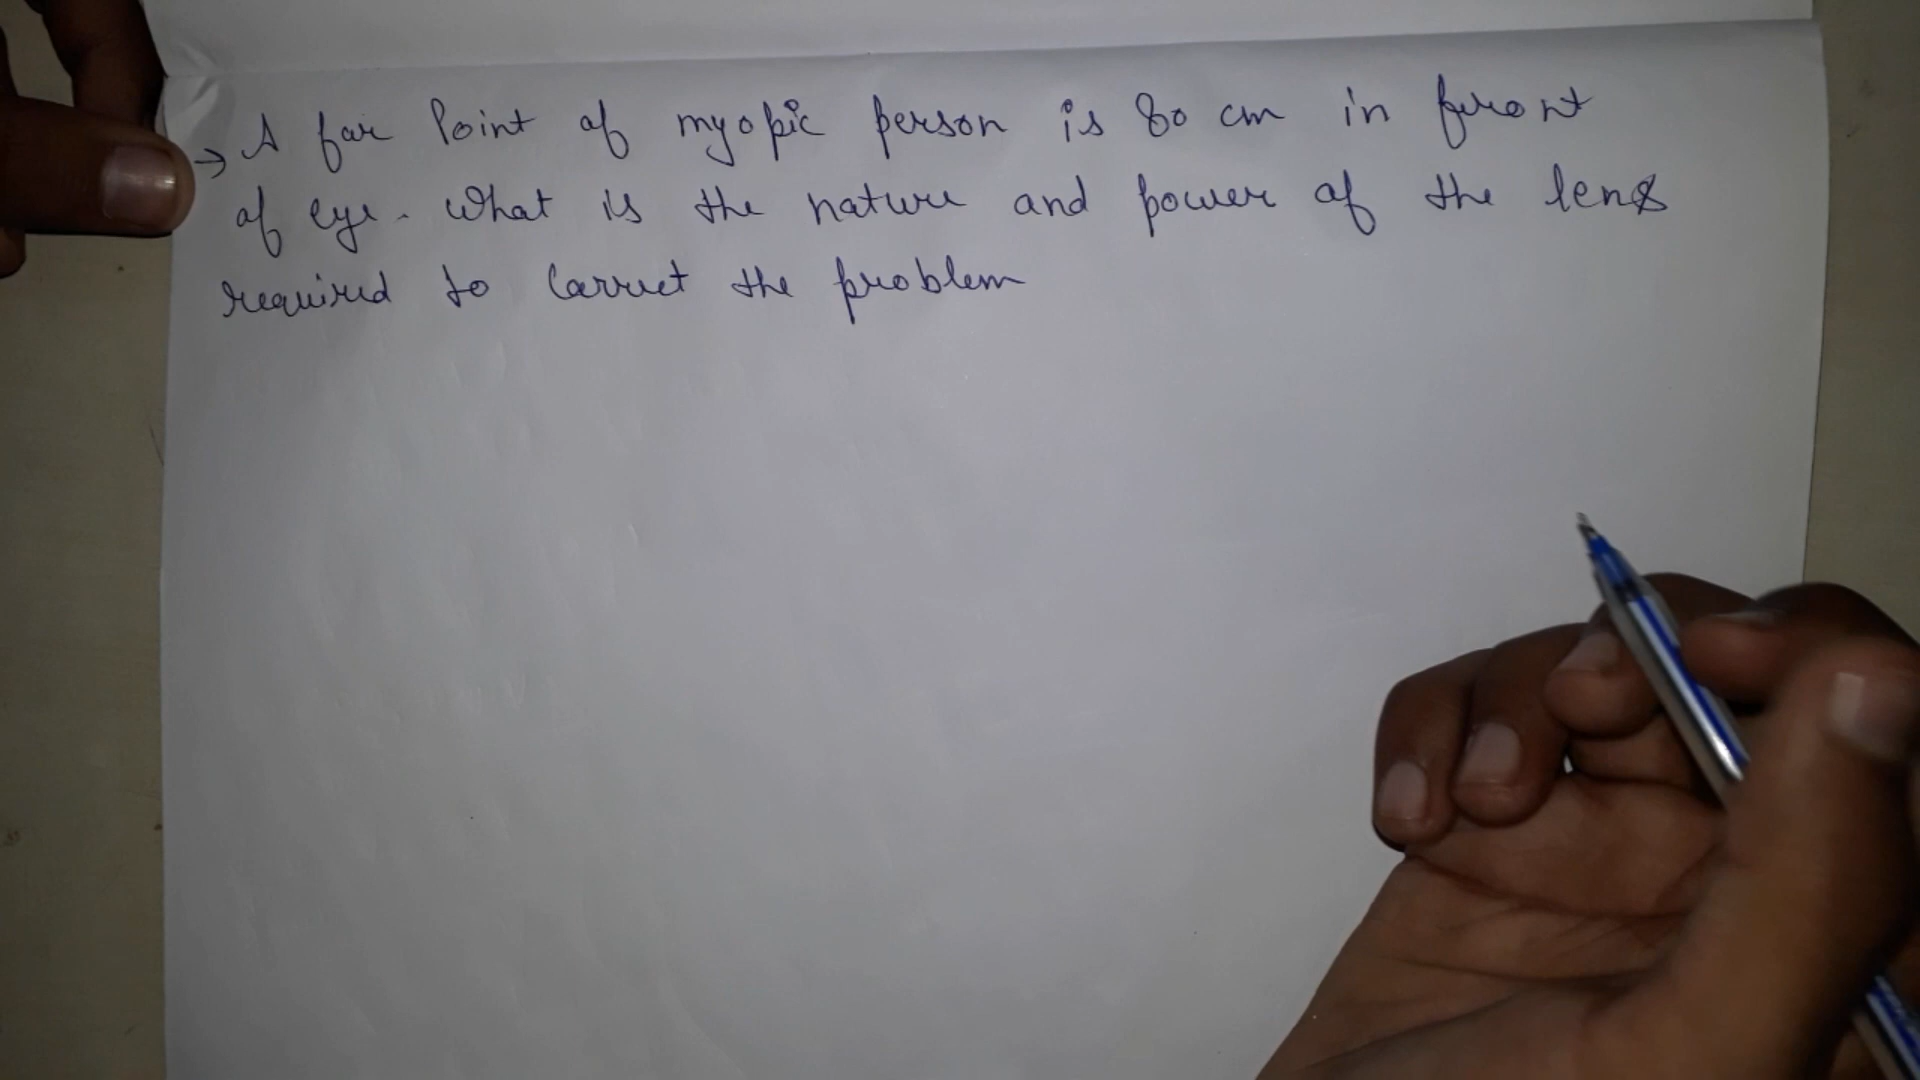 → A far Point of myopic person is 80 cm in front
of eye. What is the nature and power of the lens
required to Correct the problem